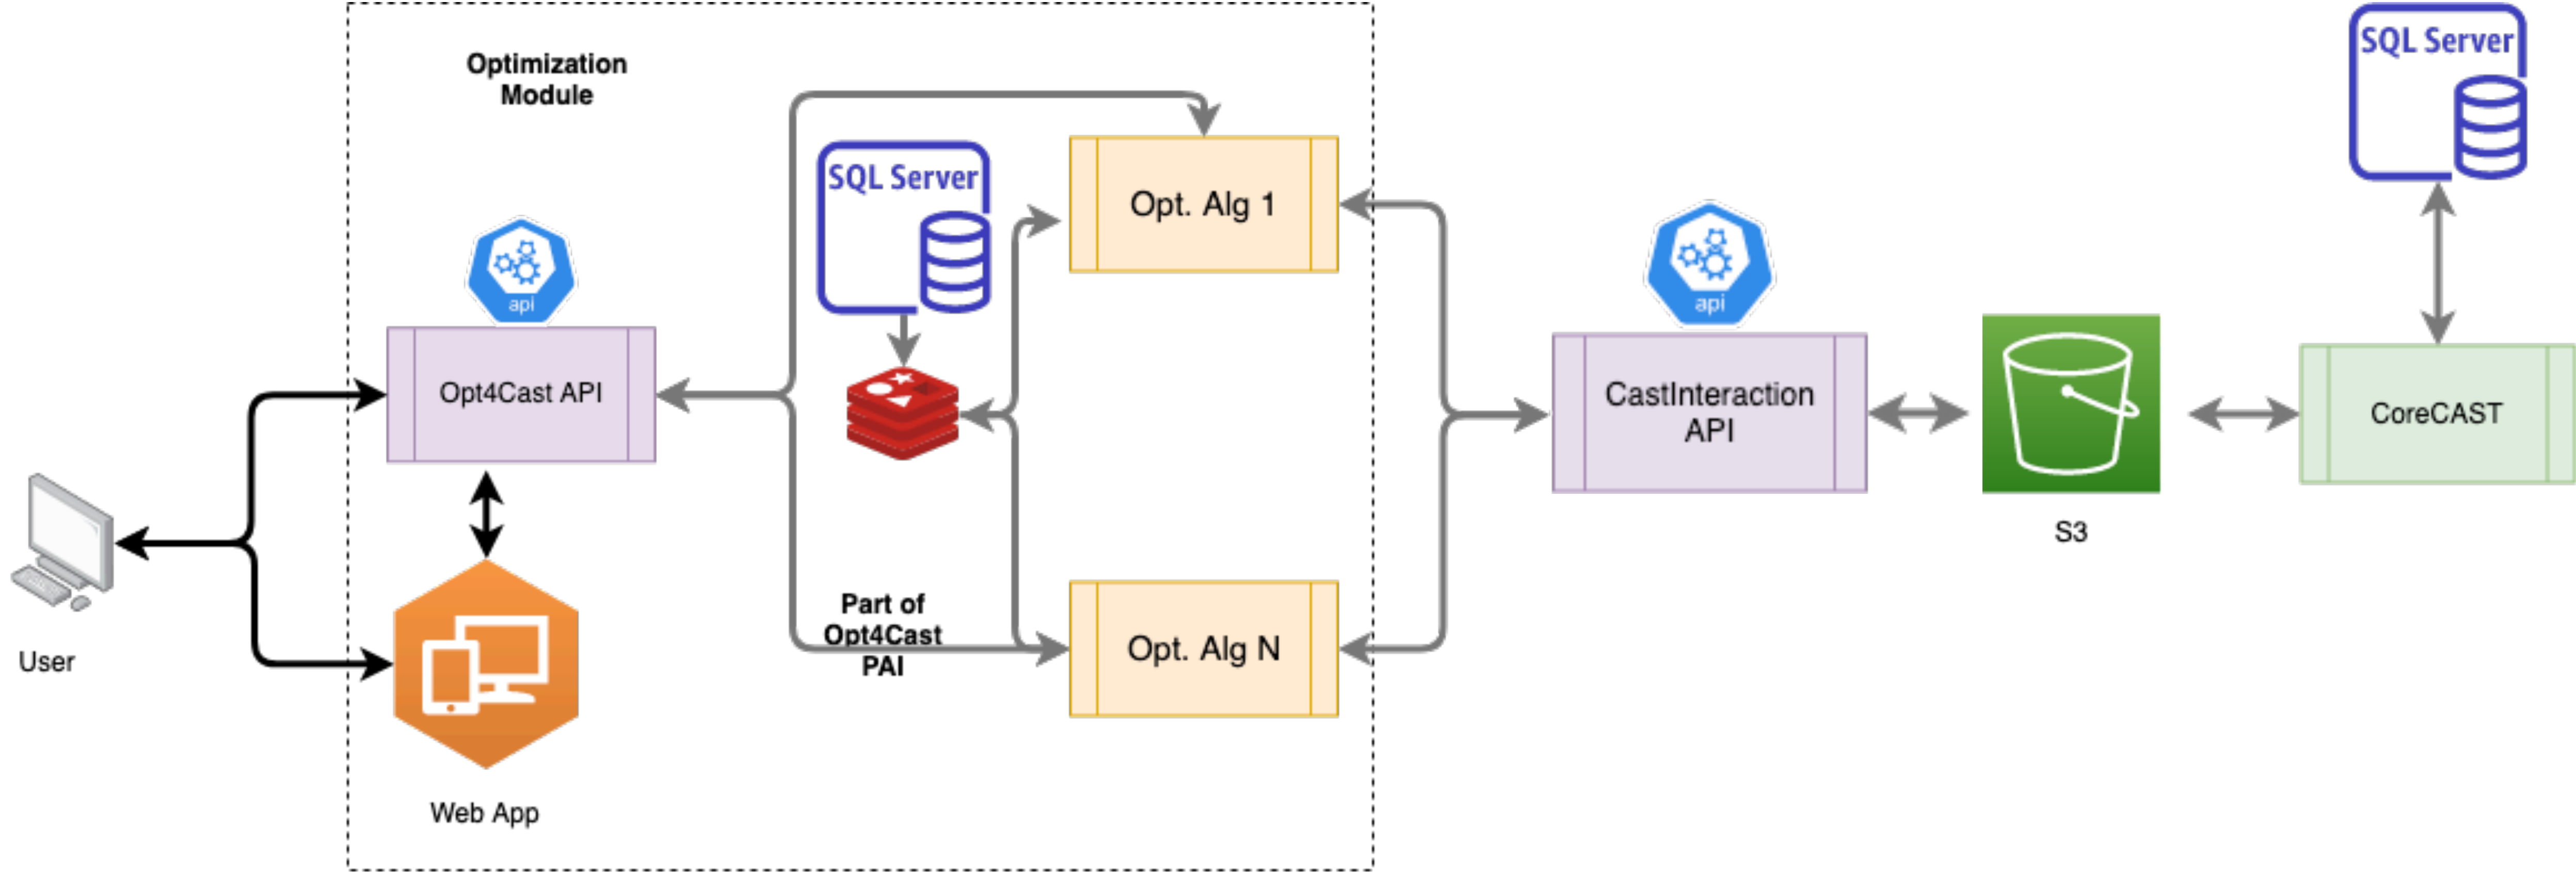 Optimization
Module
SQL Server
SQL Server
Opt. Alg 1
api
api
Opt4Cast API
CastInteraction
API
CoreCAST
S3
Part of
Opt4Cast
PAI
Opt. Alg N
User
Web App